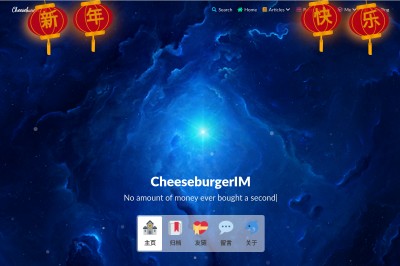 Search Home Articles Me
新 年 快 乐
CheeseburgerIM
No amount of money ever bought a second|
主页 归档 友链 留言 关于